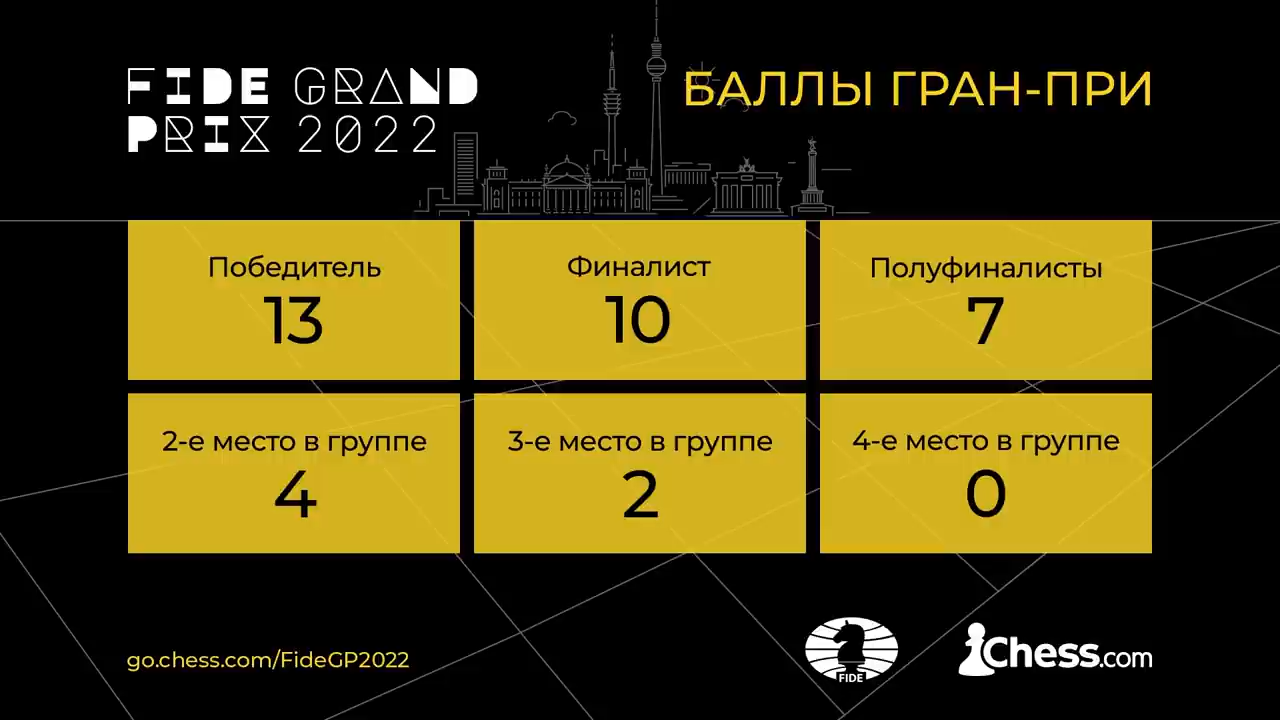 FIDE GRAND
PRIX 2022
БАЛЛЫ ГРАН-ПРИ
Победитель
13
Финалист
10
Полуфиналисты
7
2-е место в группе
4
3-е место в группе
2
4-е место в группе
0
go.chess.com/FideGP2022
FIDE
Chess.com